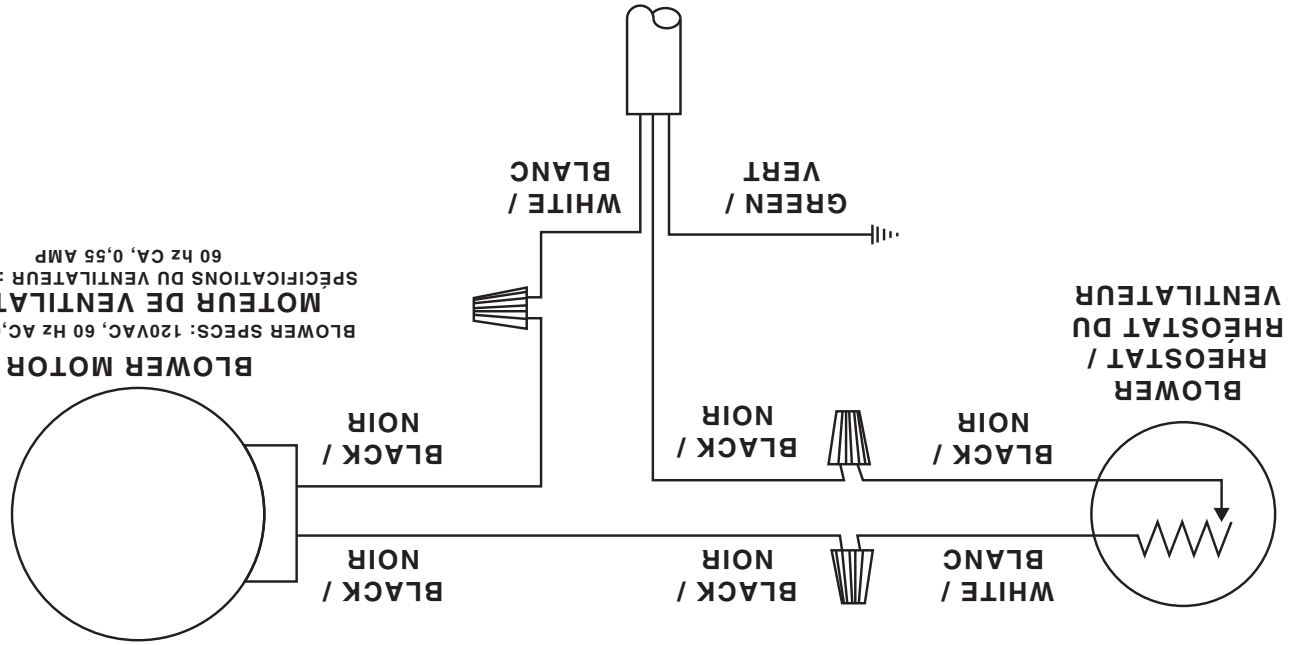 WHITE /
BLANC
BLACK /
NOIR
BLACK /
NOIR
BLACK /
NOIR
BLACK /
NOIR
BLACK /
NOIR
BLOWER
RHEOSTAT /
RHÉOSTAT DU
VENTILATEUR
BLOWER MOTOR
BLOWER SPECS: 120VAC, 60 Hz AC,
MOTEUR DE
SPÉCIFICATIONS DU VENTILATEUR :
60 hz CA, 0,55 AMP
GREEN /
VERT
WHITE /
BLANC